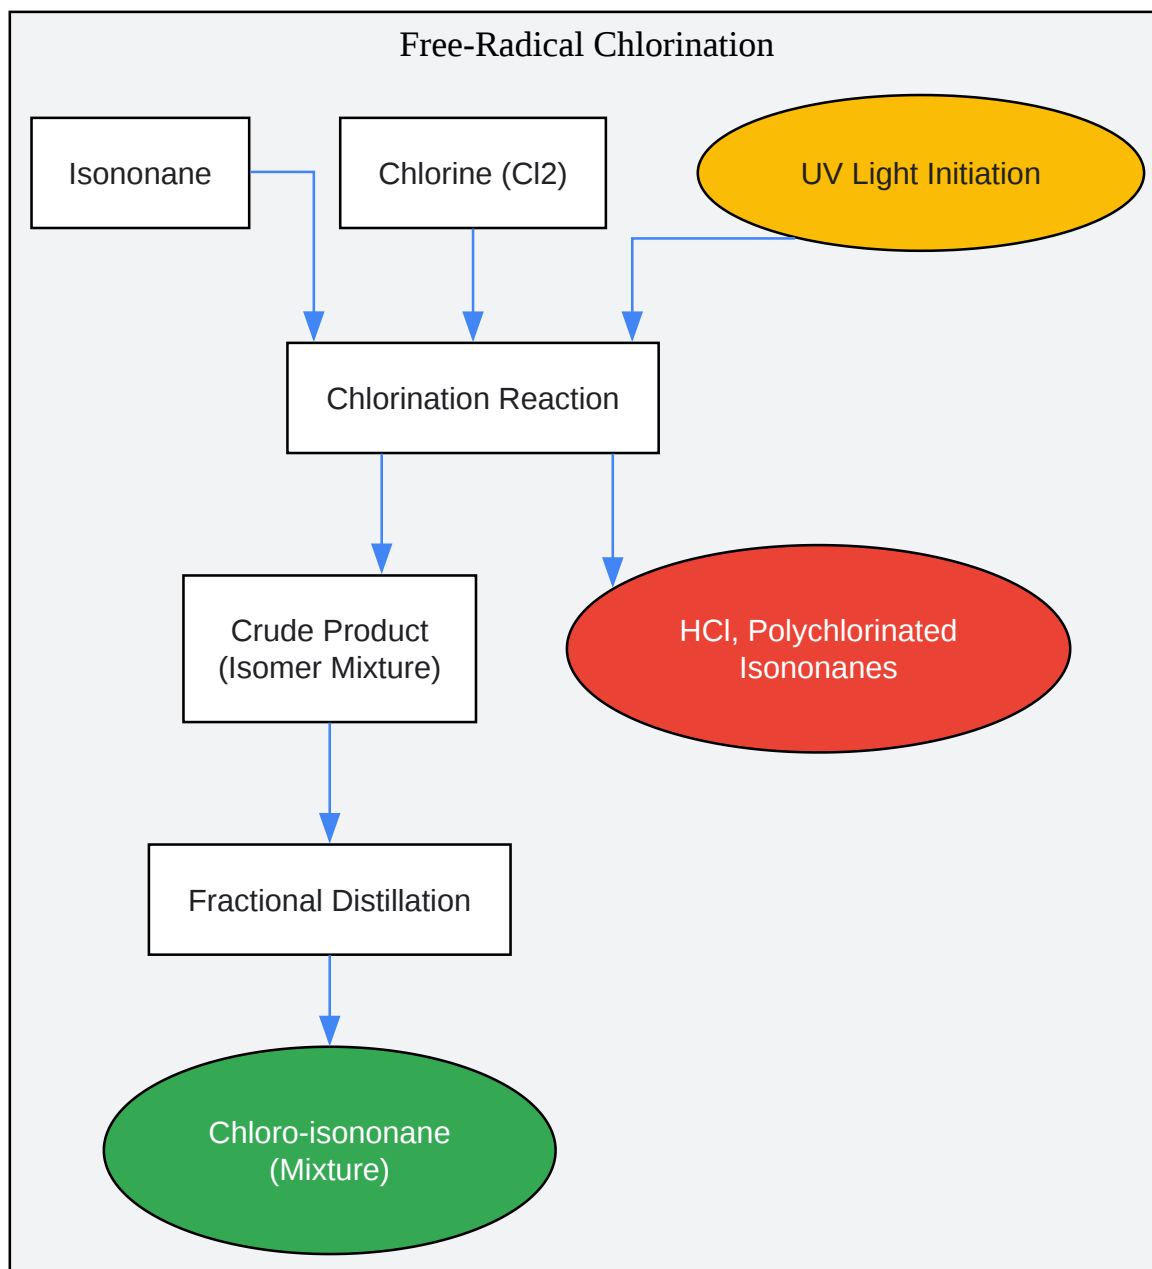 Free-Radical Chlorination
Isononane
Chlorine (Cl2)
UV Light Initiation
Chlorination Reaction
Crude Product
(Isomer Mixture)
HCl, Polychlorinated
Isononanes
Fractional Distillation
Chloro-isononane
(Mixture)